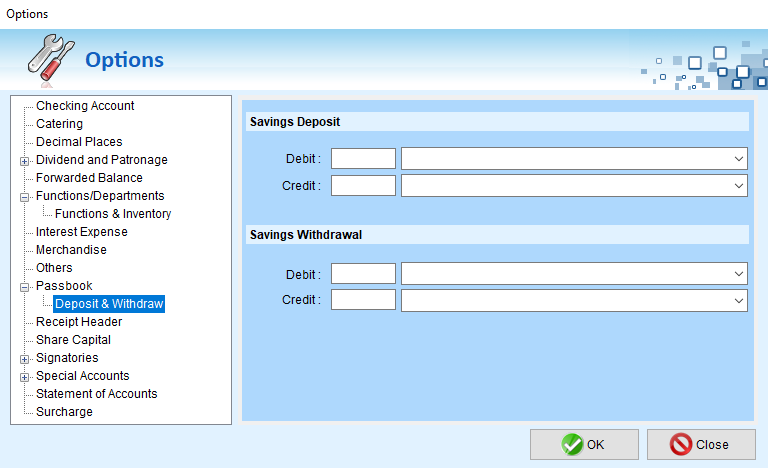 Options
Options
Checking Account
Catering
Decimal Places
Dividend and Patronage
Forwarded Balance
Functions/Departments
Functions & Inventory
Interest Expense
Merchandise
Others
Passbook
Deposit & Withdraw
Receipt Header
Share Capital
Signatories
Special Accounts
Statement of Accounts
Surcharge
Savings Deposit
Debit :
Credit :
Savings Withdrawal
Debit :
Credit :
OK
Close